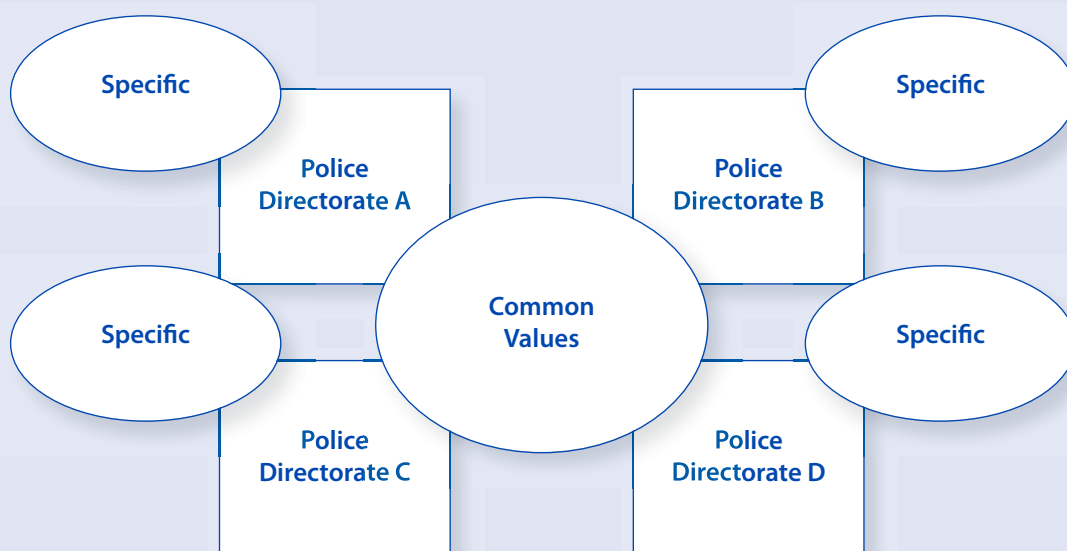 Specific
Specific
Police
Directorate A
Police
Directorate B
Common
Values
Specific
Specific
Police
Directorate C
Police
Directorate D